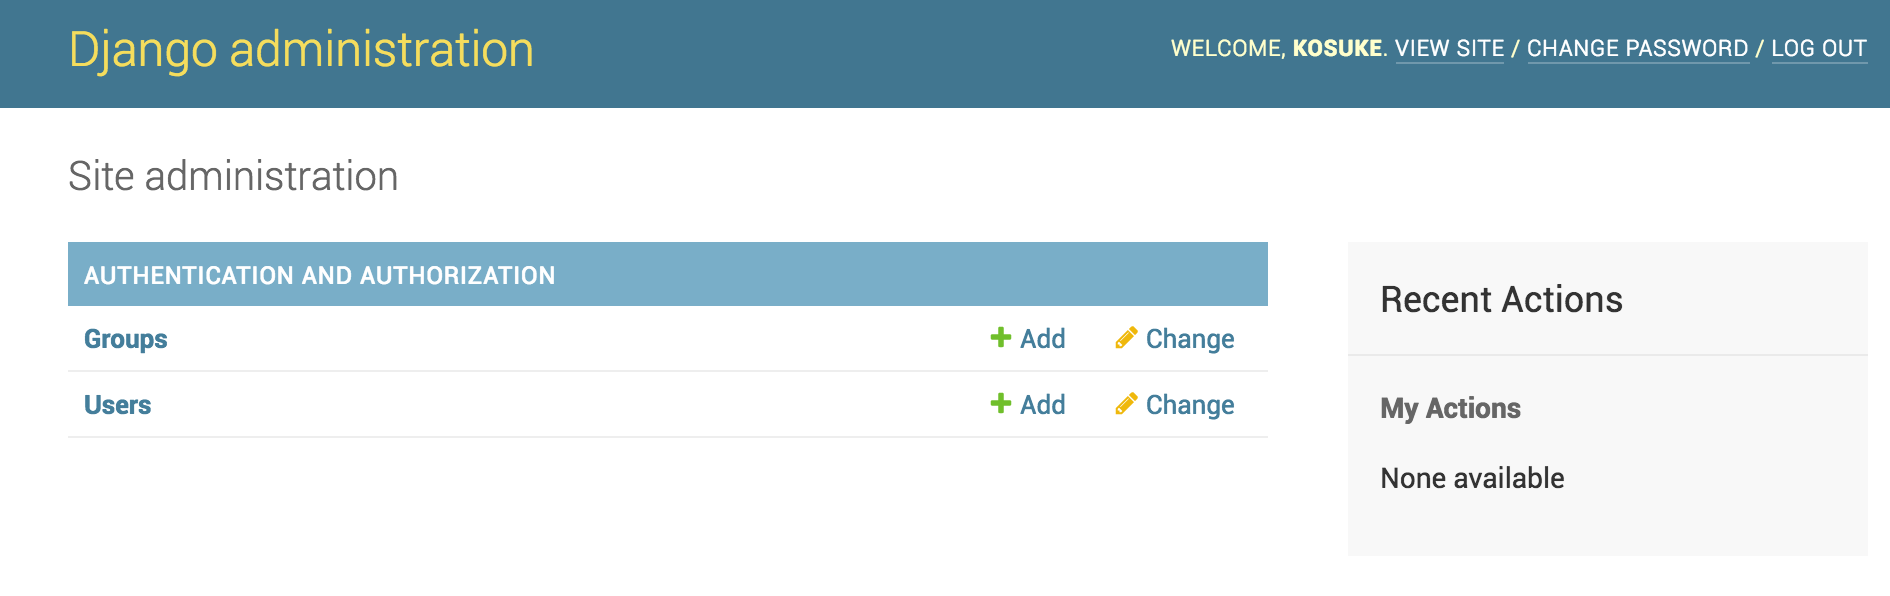 Django administration
WELCOME, KOSUKE. VIEW SITE / CHANGE PASSWORD / LOG OUT
Site administration
AUTHENTICATION AND AUTHORIZATION
Groups Add Change
Users Add Change
Recent Actions
My Actions
None available